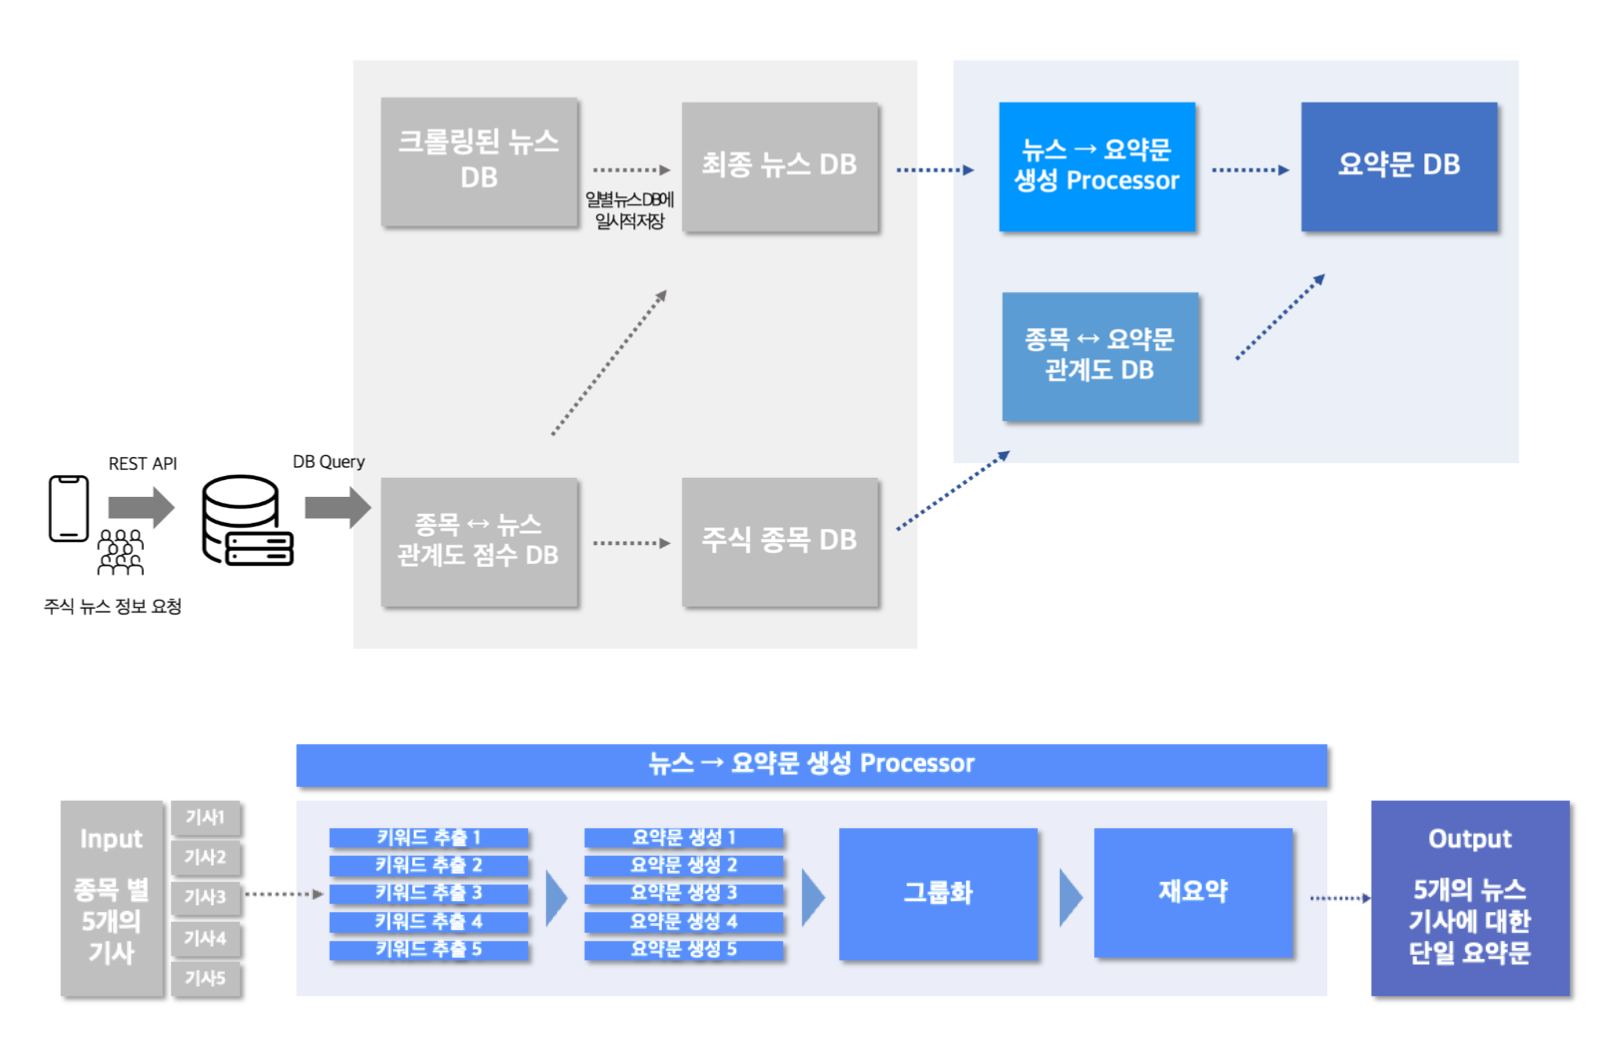 크롤링된 뉴스
DB
일별뉴스DB에
일시적저장
최종 뉴스 DB
뉴스 → 요약문
생성 Processor
요약문 DB
종목 ↔ 요약문
관계도 DB
REST API
DB Query
주식 뉴스 정보 요청
종목 ↔ 뉴스
관계도 점수 DB
주식 종목 DB
뉴스 → 요약문 생성 Processor
Input
종목 별
5개의
기사
기사1
기사2
기사3
기사4
기사5
키워드 추출 1
키워드 추출 2
키워드 추출 3
키워드 추출 4
키워드 추출 5
요약문 생성 1
요약문 생성 2
요약문 생성 3
요약문 생성 4
요약문 생성 5
그룹화
재요약
Output
5개의 뉴스
기사에 대한
단일 요약문